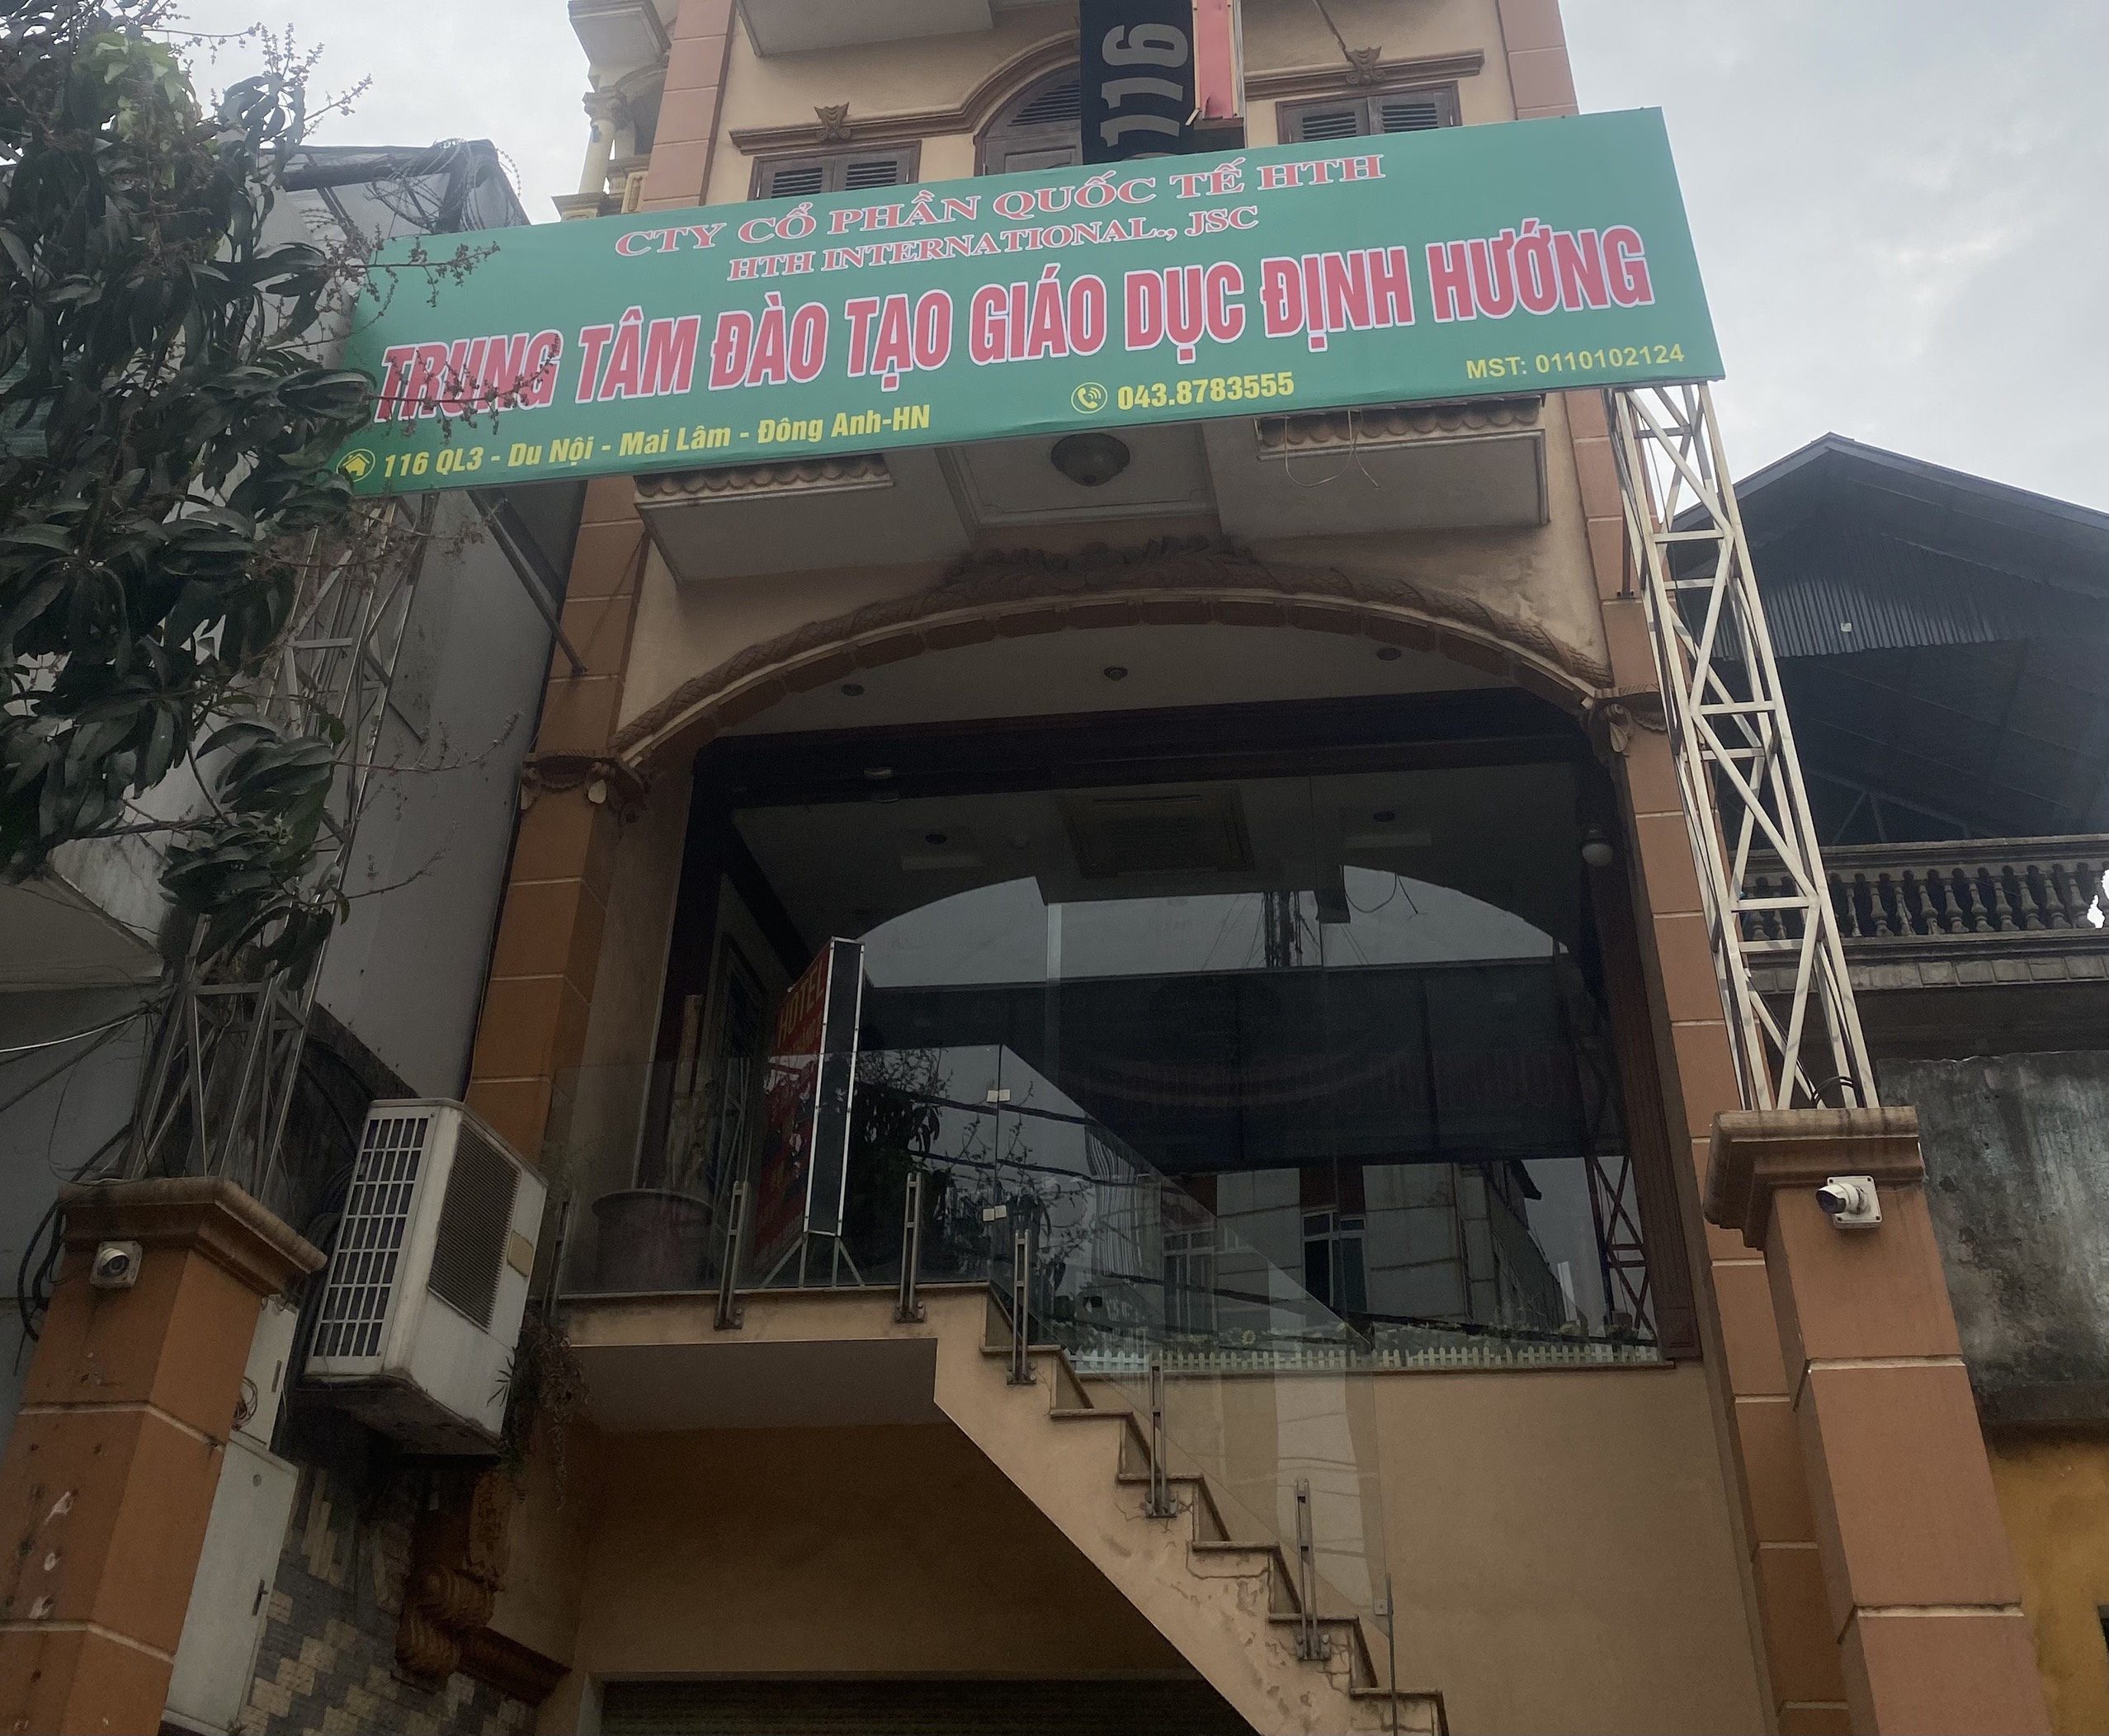 116
CTY CỔ PHẦN QUỐC TẾ HTH
HTH INTERNATIONAL., JSC
TRUNG TÂM ĐÀO TẠO GIÁO DỤC ĐỊNH HƯỚNG
116 QL3 - Du Nội - Mai Lâm - Đông Anh-HN
043.8783555
MST: 0110102124
HOTEL